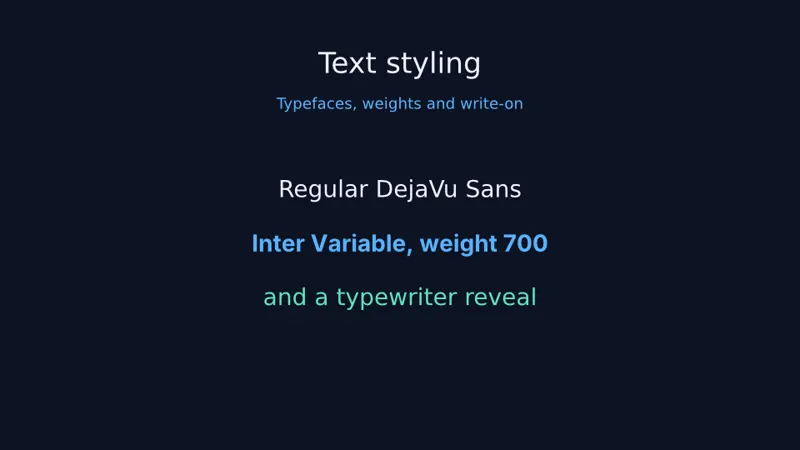 Text styling
Typefaces, weights and write-on
Regular DejaVu Sans
Inter Variable, weight 700
and a typewriter reveal